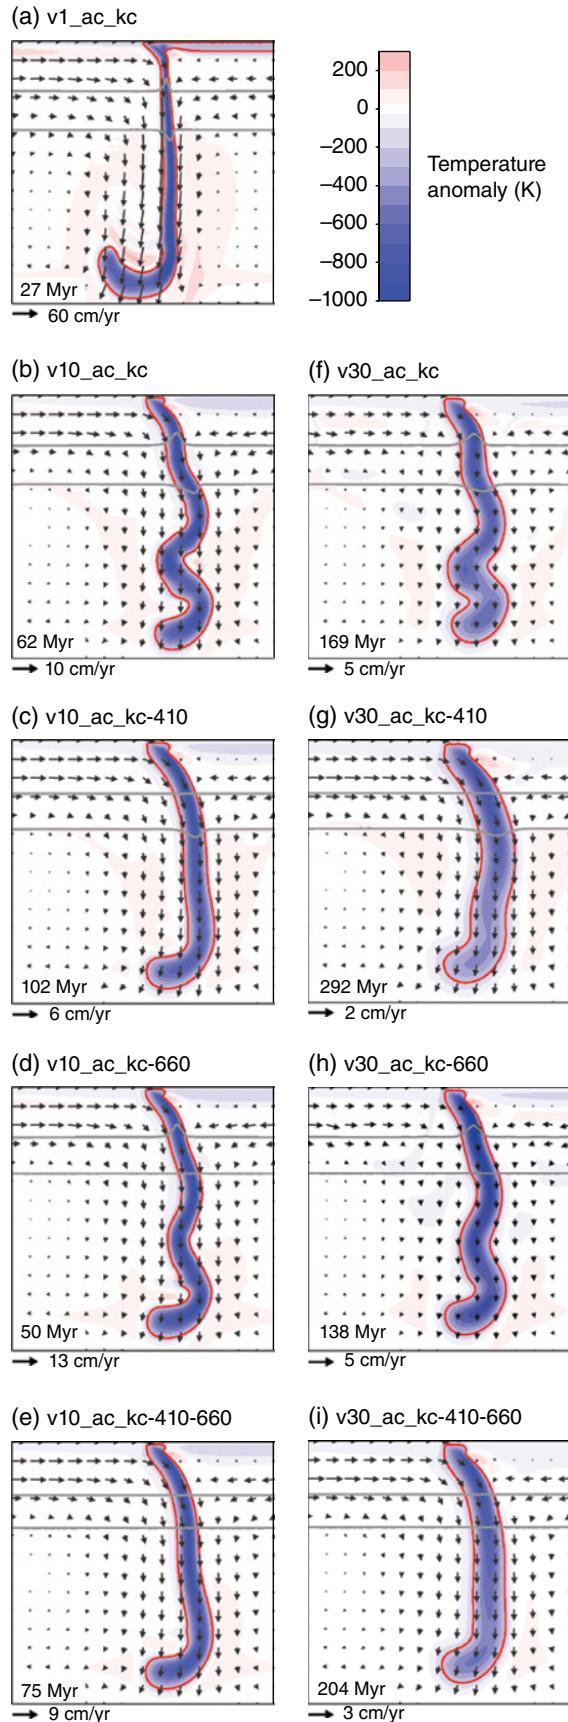 (a) v1_ac_kc
27 Myr
60 cm/yr
200
0
−200
−400
−600
−800
−1000
Temperature
anomaly (K)
(b) v10_ac_kc
62 Myr
10 cm/yr
(f) v30_ac_kc
169 Myr
5 cm/yr
(c) v10_ac_kc-410
102 Myr
6 cm/yr
(g) v30_ac_kc-410
292 Myr
2 cm/yr
(d) v10_ac_kc-660
50 Myr
13 cm/yr
(h) v30_ac_kc-660
138 Myr
5 cm/yr
(e) v10_ac_kc-410-660
75 Myr
9 cm/yr
(i) v30_ac_kc-410-660
204 Myr
3 cm/yr